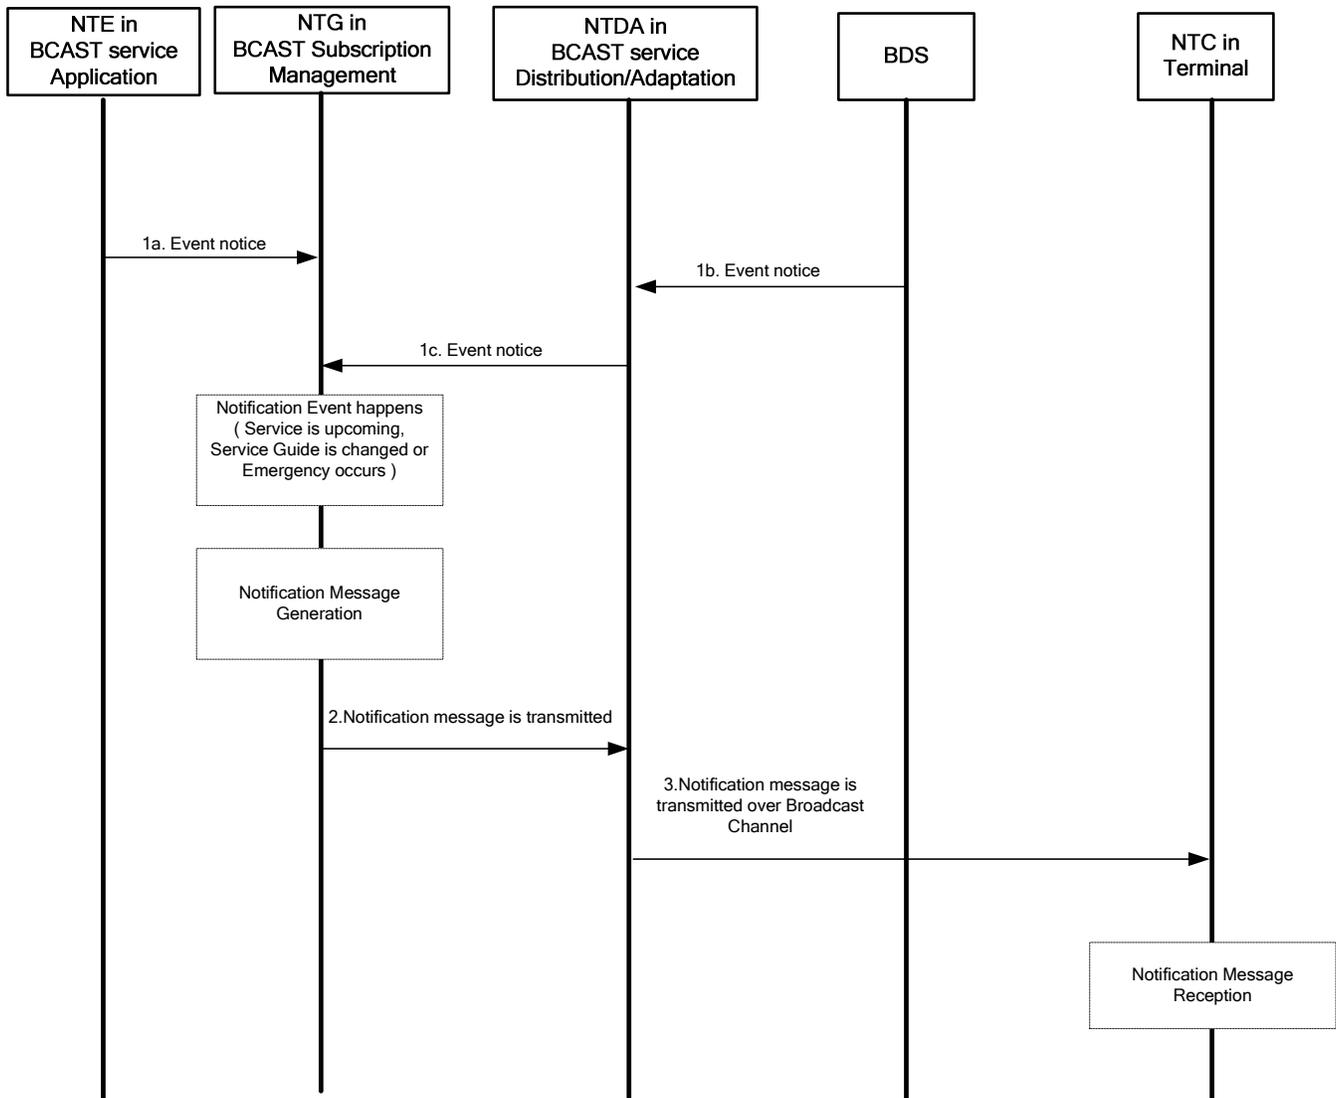 NTE in
BCAST service
Application
NTG in
BCAST Subscription
Management
NTDA in
BCAST service
Distribution/Adaptation
BDS
NTC in
Terminal
1a. Event notice
1b. Event notice
1c. Event notice
Notification Event happens
( Service is upcoming,
Service Guide is changed or
Emergency occurs )
Notification Message
Generation
2.Notification message is transmitted
3.Notification message is
transmitted over Broadcast
Channel
Notification Message
Reception